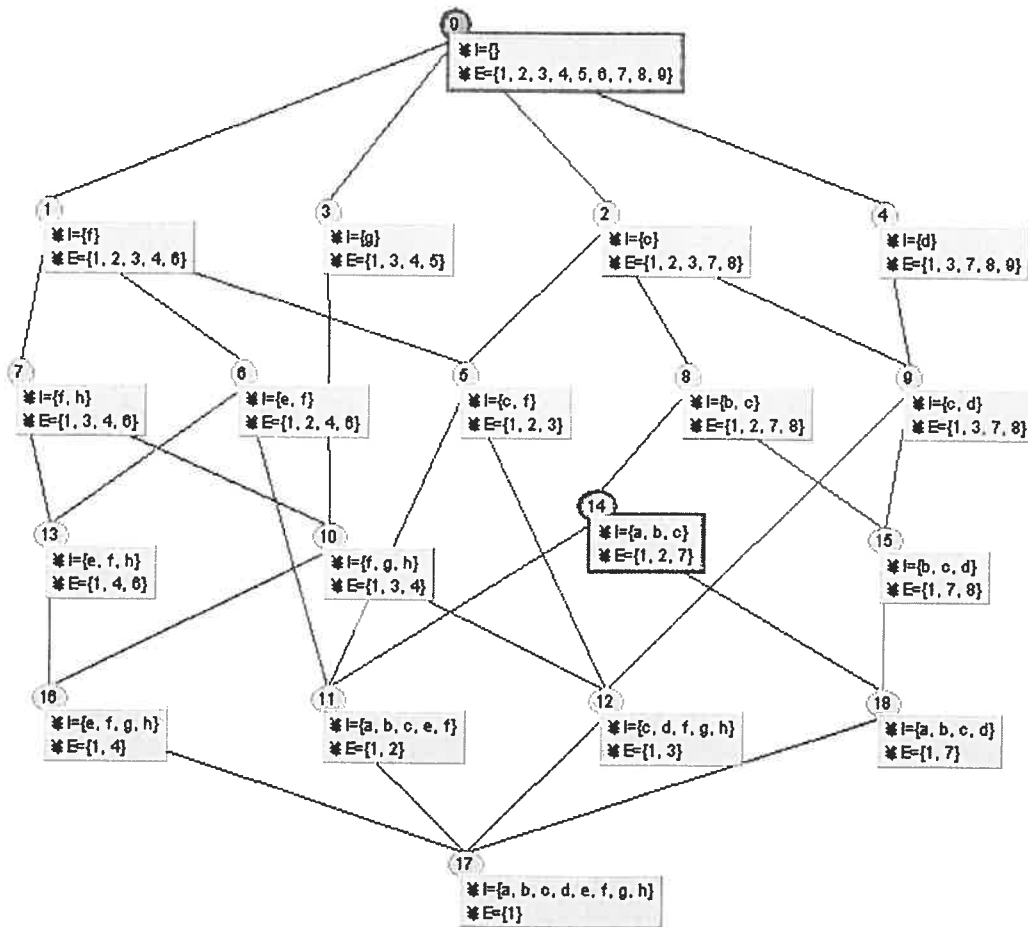 0
¥ I={}
¥ E={1, 2, 3, 4, 5, 6, 7, 8, 9}
1
¥ I={f}
¥ E={1, 2, 3, 4, 6}
3
¥ I={g}
¥ E={1, 3, 4, 5}
2
¥ I={c}
¥ E={1, 2, 3, 7, 8}
4
¥ I={d}
¥ E={1, 3, 7, 8, 9}
7
¥ I={f, h}
¥ E={1, 3, 4, 6}
6
¥ I={e, f}
¥ E={1, 2, 4, 6}
5
¥ I={c, f}
¥ E={1, 2, 3}
8
¥ I={b, c}
¥ E={1, 2, 7, 8}
9
¥ I={c, d}
¥ E={1, 3, 7, 8}
13
¥ I={e, f, h}
¥ E={1, 4, 6}
10
¥ I={f, g, h}
¥ E={1, 3, 4}
14
¥ I={a, b, c}
¥ E={1, 2, 7}
15
¥ I={b, c, d}
¥ E={1, 7, 8}
16
¥ I={e, f, g, h}
¥ E={1, 4}
11
¥ I={a, b, c, e, f}
¥ E={1, 2}
12
¥ I={c, d, f, g, h}
¥ E={1, 3}
18
¥ I={a, b, c, d}
¥ E={1, 7}
17
¥ I={a, b, c, d, e, f, g, h}
¥ E={1}